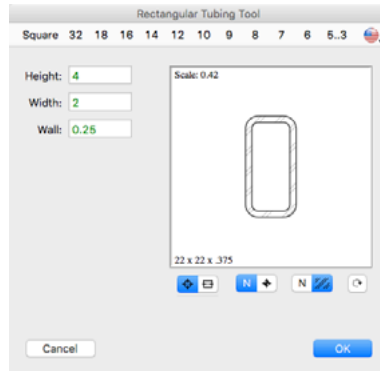 Rectangular Tubing Tool
Square 32 18 16 14 12 10 9 8 7 6 5..3
Height: 4
Width: 2
Wall: 0.25
Scale: 0.42
22 x 22 x .375
N N
Cancel OK